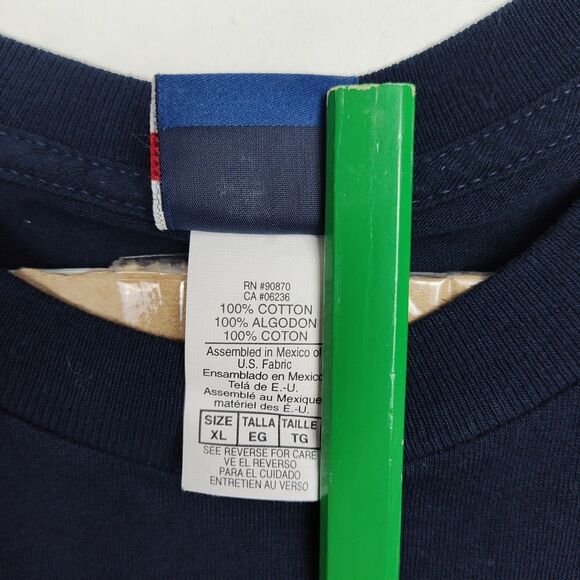 RN #90870
CA #06236
100% COTTON
100% ALGODON
100% COTON
Assembled in Mexico of
U.S. Fabric
Ensamblado en Mexico
Telá de E.-U.
Assemblé au Mexique
matériel des E.-U.
SIZE TALLA TAILLE
XL EG TG
SEE REVERSE FOR CARE
VE EL REVERSO
PARA EL CUIDADO
ENTRETIEN AU VERSO